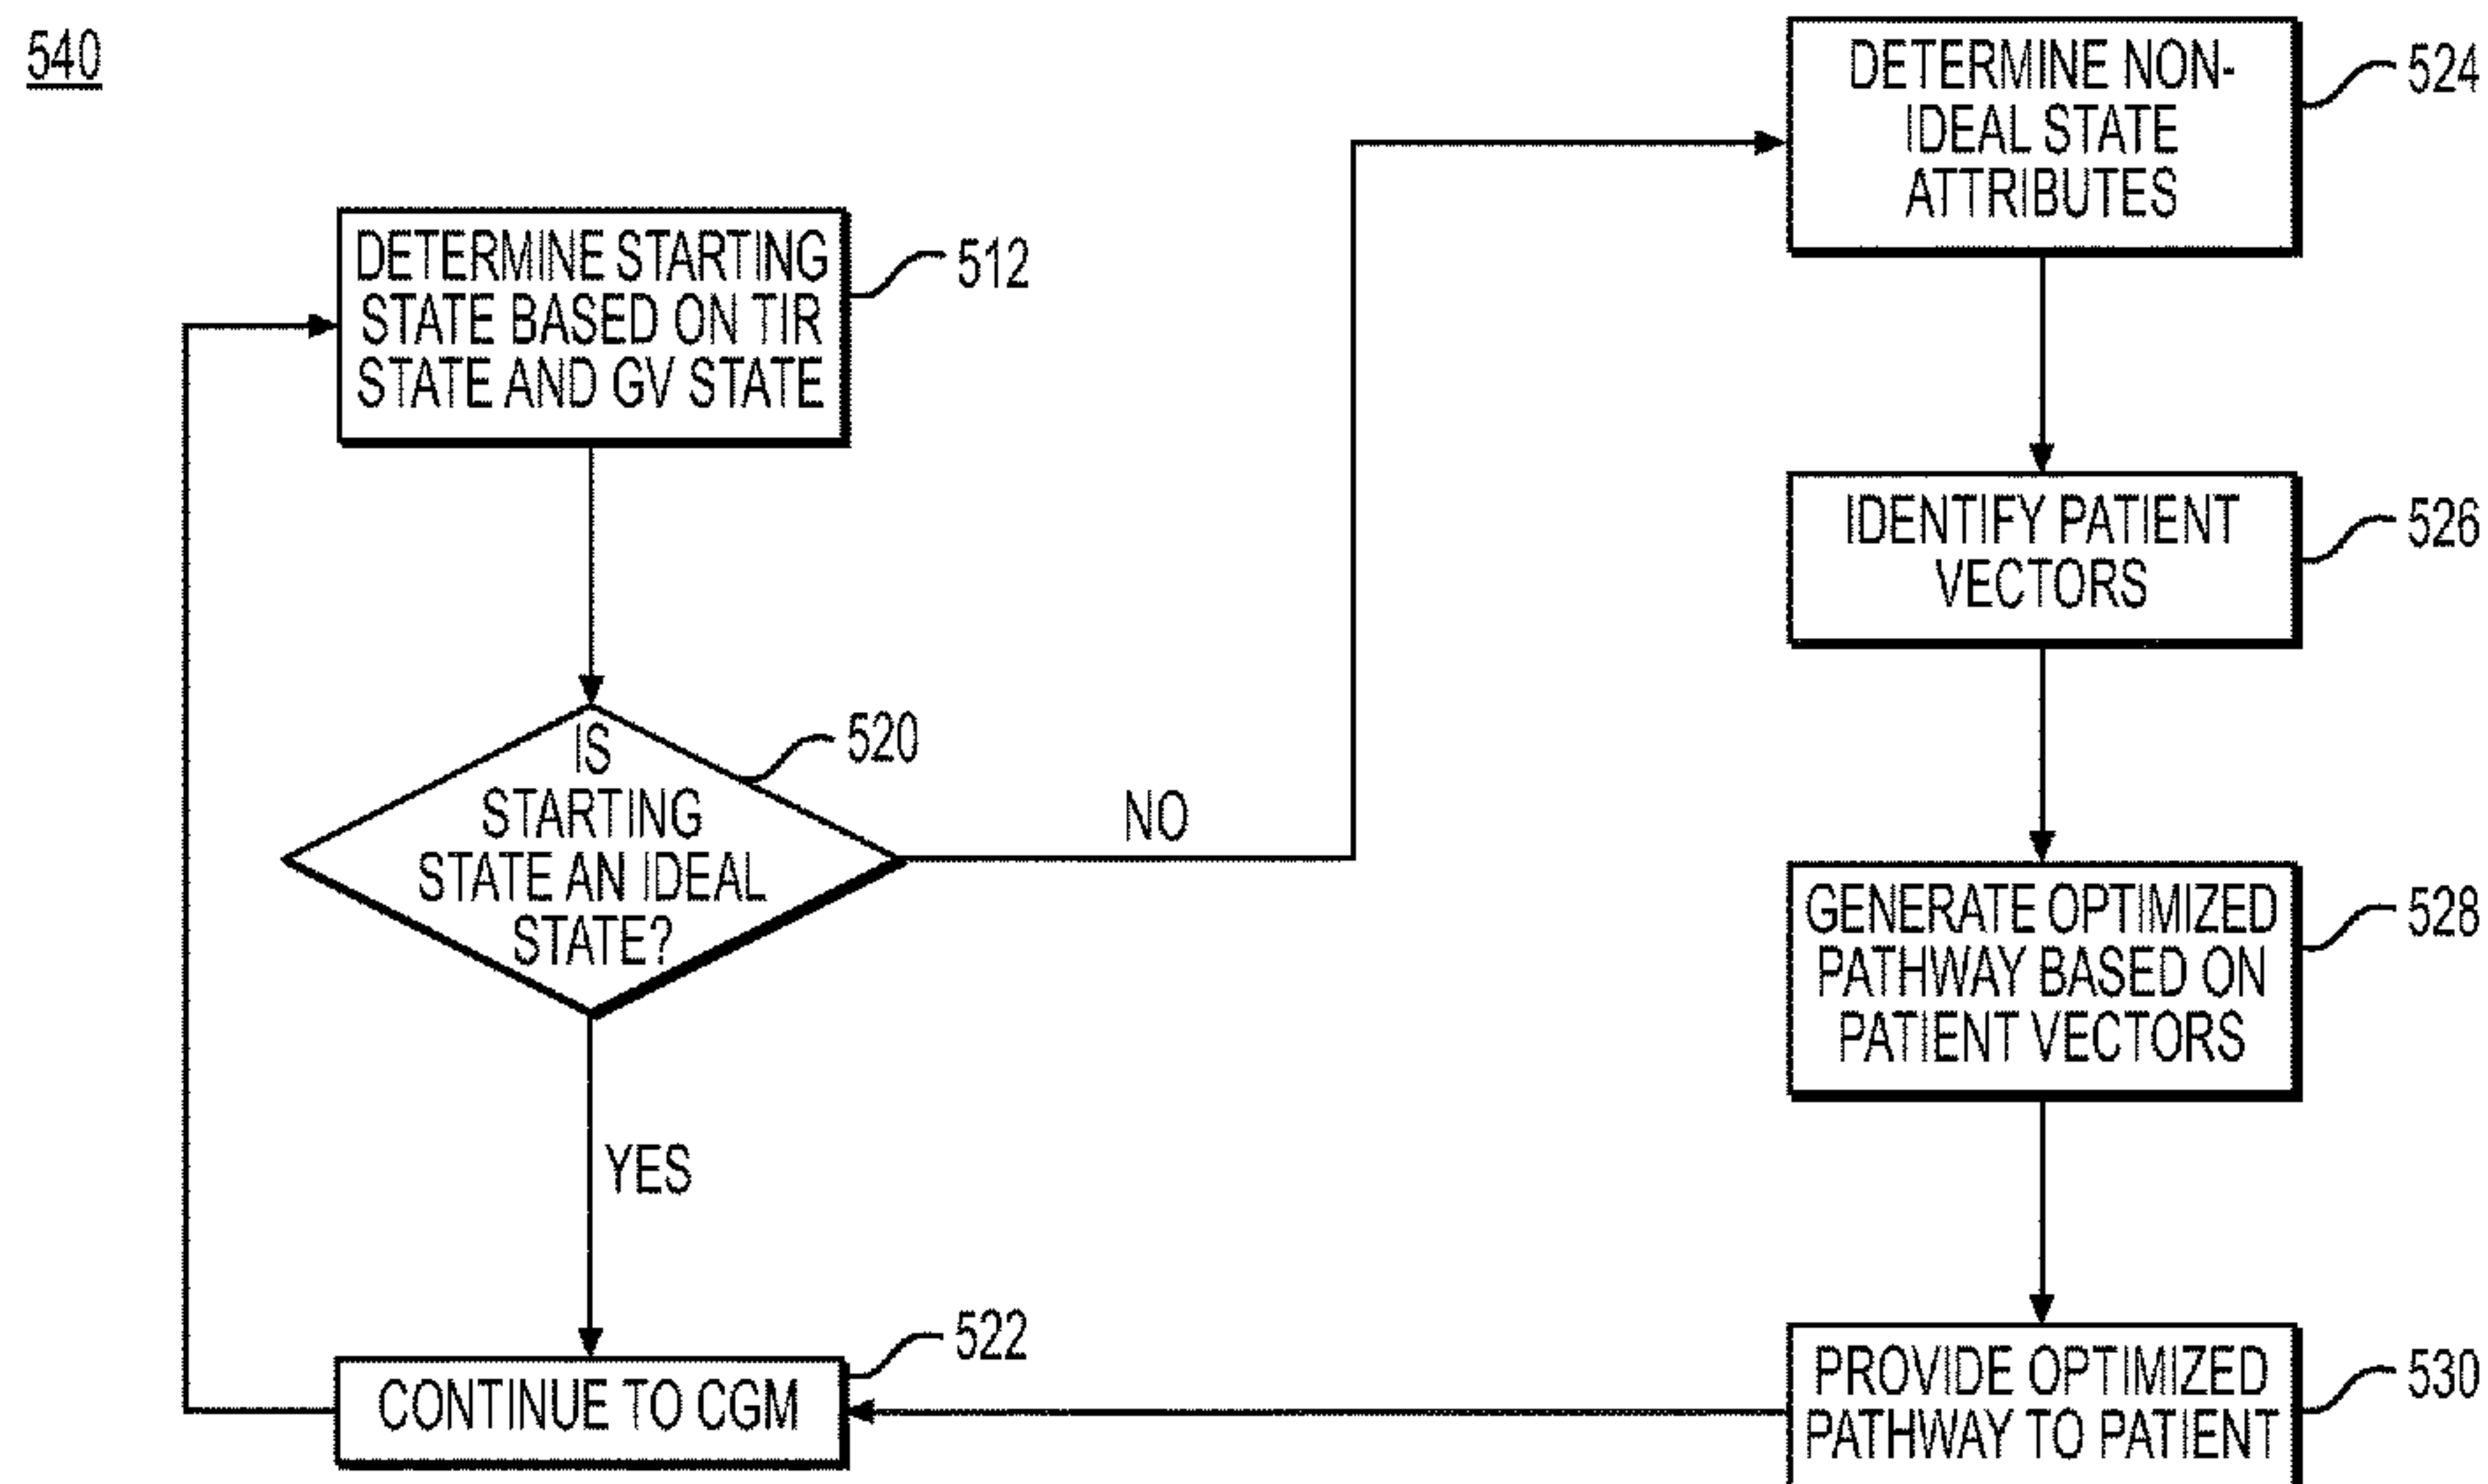 540
DETERMINE STARTING
STATE BASED ON TIR
STATE AND GV STATE
512
IS
STARTING
STATE AN IDEAL
STATE?
520
NO
YES
CONTINUE TO CGM
522
DETERMINE NON-
IDEAL STATE
ATTRIBUTES
524
IDENTIFY PATIENT
VECTORS
526
GENERATE OPTIMIZED
PATHWAY BASED ON
PATIENT VECTORS
528
PROVIDE OPTIMIZED
PATHWAY TO PATIENT
530